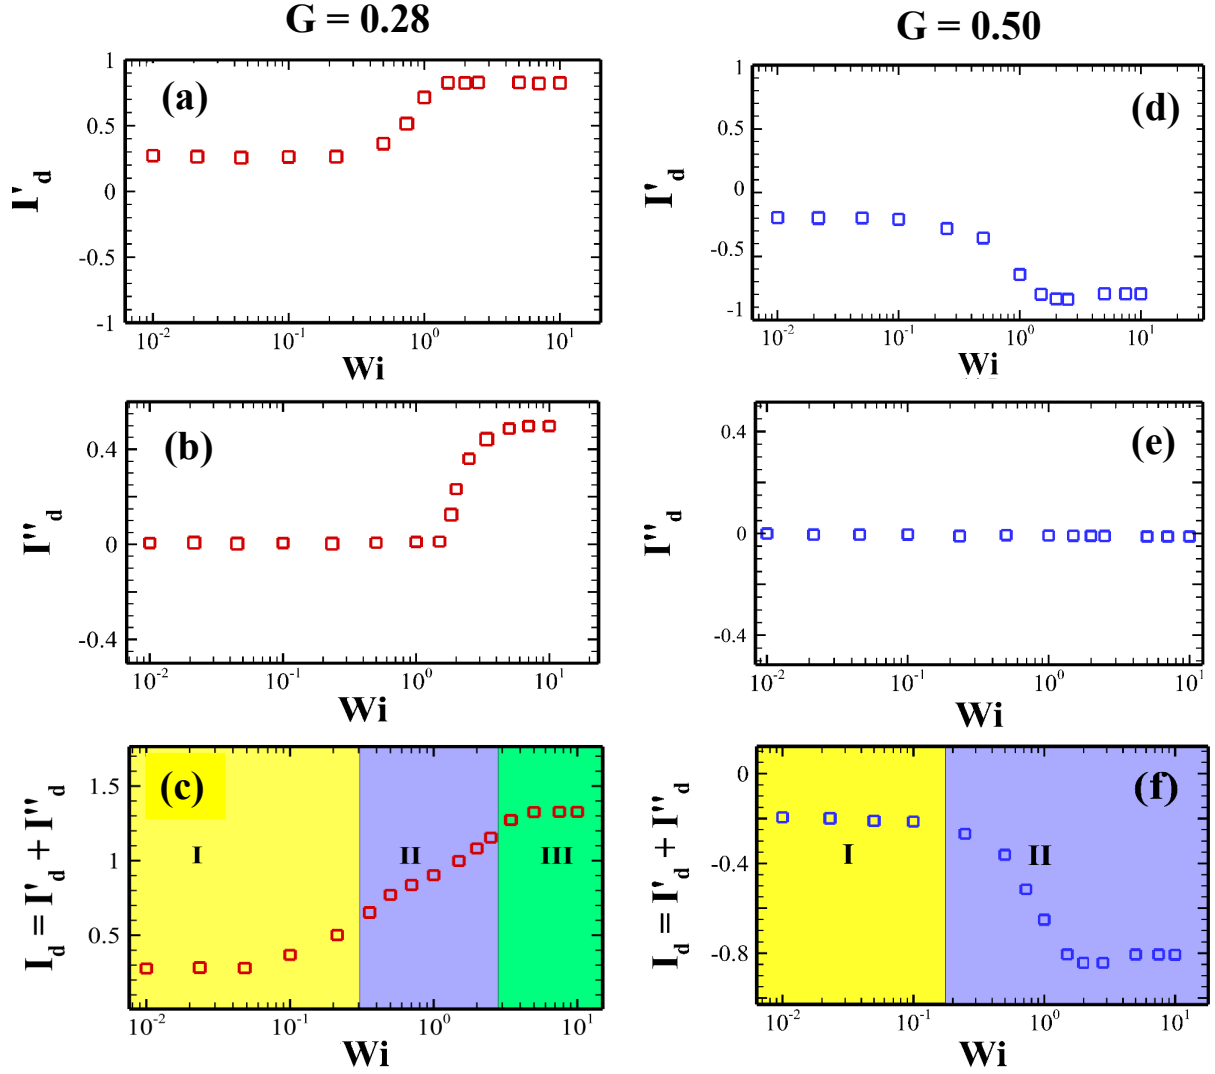 G = 0.28
G = 0.50
(a)
I'd
1
0.5
0
-0.5
-1
10-2 10-1 100 101
Wi
(d)
I'd
1
0.5
0
-0.5
-1
10-2 10-1 100 101
Wi
(b)
I''d
0.4
0
-0.4
10-2 10-1 100 101
Wi
(e)
I''d
0.4
0
-0.4
10-2 10-1 100 101
Wi
(c)
Id = I'd + I''d
1.5
1
0.5
I II III
10-2 10-1 100 101
Wi
(f)
Id = I'd + I''d
0
-0.4
-0.8
I II
10-2 10-1 100 101
Wi